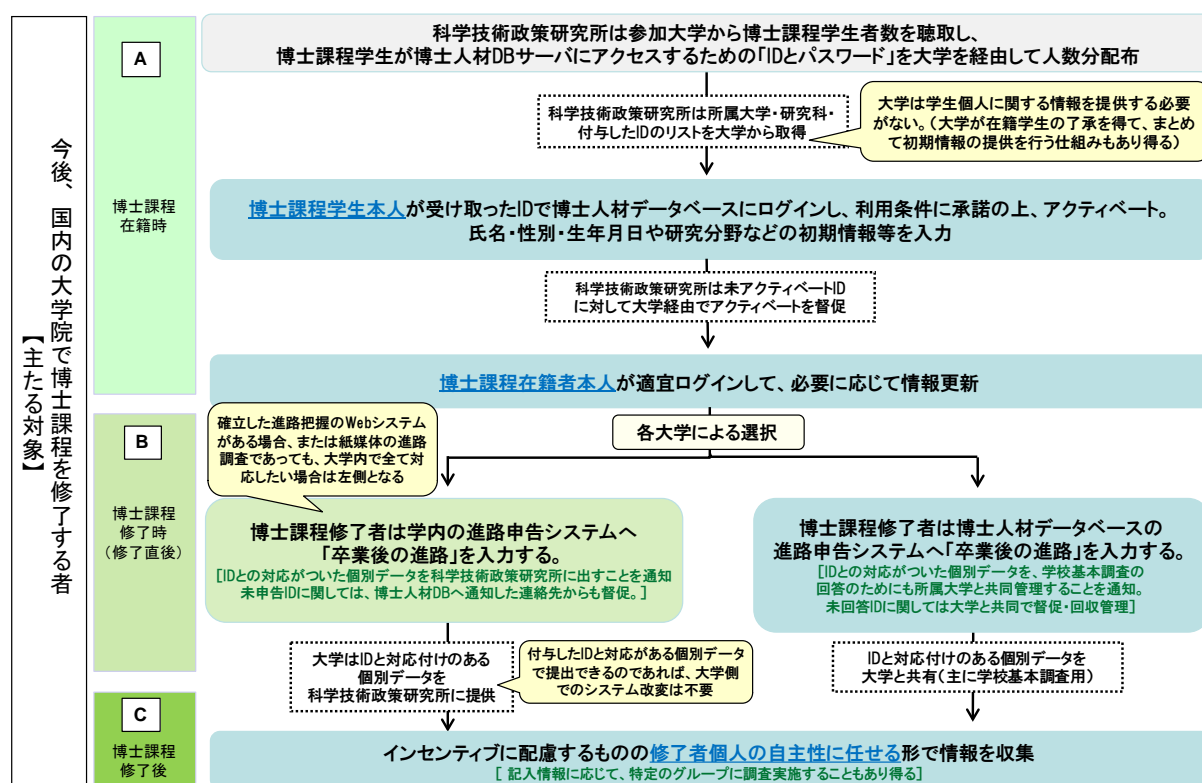 今後、国内の大学院で博士課程を修了する者
【主たる対象】
A
博士課程
在籍時
科学技術政策研究所は参加大学から博士課程学生者数を聴取し、
博士課程学生が博士人材DBサーバにアクセスするための「IDとパスワード」を大学を経由して人数分配布
科学技術政策研究所は所属大学・研究科・
付与したIDのリストを大学から取得
大学は学生個人に関する情報を提供する必要
がない。（大学が在籍学生の了承を得て、まとめ
て初期情報の提供を行う仕組みもあり得る）
博士課程学生本人が受け取ったIDで博士人材データベースにログインし、利用条件に承諾の上、アクティベート。
氏名・性別・生年月日や研究分野などの初期情報等を入力
科学技術政策研究所は未アクティベートID
に対して大学経由でアクティベートを督促
博士課程在籍者本人が適宜ログインして、必要に応じて情報更新
B
博士課程
修了時
（修了直後）
確立した進路把握のWebシステム
がある場合、または紙媒体の進路
調査であっても、大学内で全て対
応したい場合は左側となる
各大学による選択
博士課程修了者は学内の進路申告システムへ
「卒業後の進路」を入力する。
[IDとの対応がついた個別データを科学技術政策研究所に出すことを通知
未申告IDに関しては、博士人材DBへ通知した連絡先からも督促。]
博士課程修了者は博士人材データベースの
進路申告システムへ「卒業後の進路」を入力する。
[IDとの対応がついた個別データを、学校基本調査の
回答のためにも所属大学と共同管理することを通知。
未回答IDに関しては大学と共同で督促・回収管理]
大学はIDと対応付けのある
個別データを
科学技術政策研究所に提供
付与したIDと対応がある個別データ
で提出できるのであれば、大学側
でのシステム改変は不要
IDと対応付けのある個別データを
大学と共有（主に学校基本調査用）
C
博士課程
修了後
インセンティブに配慮するものの修了者個人の自主性に任せる形で情報を収集
[ 記入情報に応じて、特定のグループに調査実施することもあり得る]